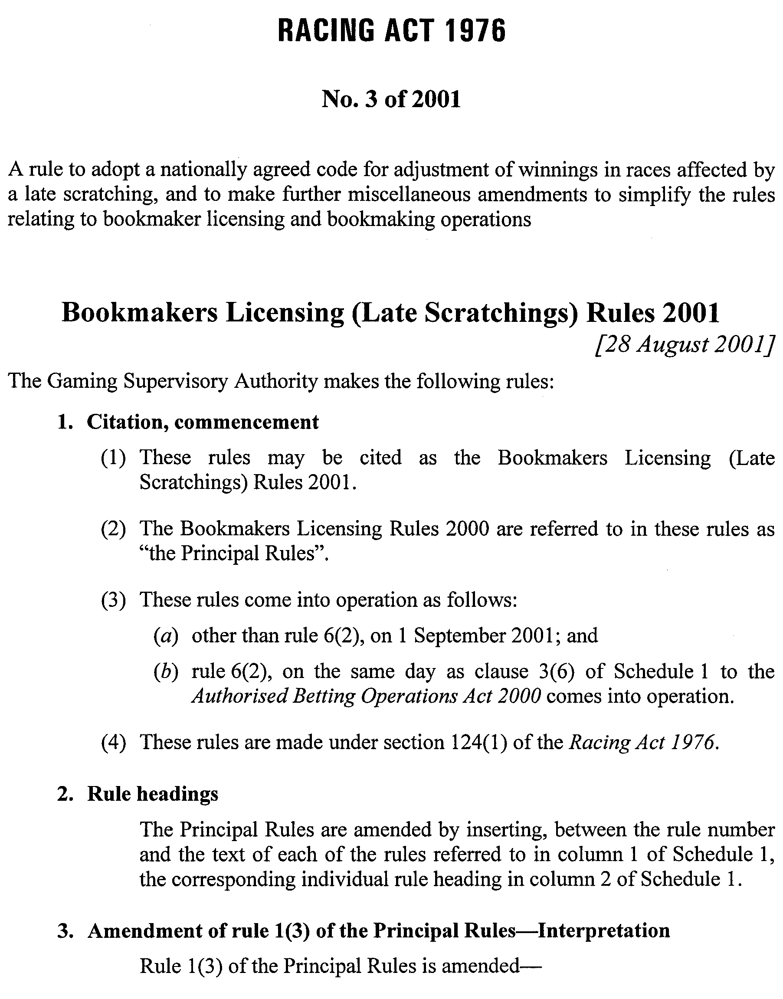 RACING ACT 1976
No. 3 of 2001
A rule to adopt a nationally agreed code for adjustment of winnings in races affected by
a late scratching, and to make further miscellaneous amendments to simplify the rules
relating to bookmaker licensing and bookmaking operations
Bookmakers Licensing (Late Scratchings) Rules 2001
[28 August 2001]
The Gaming Supervisory Authority makes the following rules:
1. Citation, commencement
(1) These rules may be cited as the Bookmakers Licensing (Late
Scratchings) Rules 2001.
(2) The Bookmakers Licensing Rules 2000 are referred to in these rules as
“the Principal Rules”.
(3) These rules come into operation as follows:
(a) other than rule 6(2), on 1 September 2001; and
(b) rule 6(2), on the same day as clause 3(6) of Schedule 1 to the
Authorised Betting Operations Act 2000 comes into operation.
(4) These rules are made under section 124(1) of the Racing Act 1976.
2. Rule headings
The Principal Rules are amended by inserting, between the rule number
and the text of each of the rules referred to in column 1 of Schedule 1,
the corresponding individual rule heading in column 2 of Schedule 1.
3. Amendment of rule 1(3) of the Principal Rules—Interpretation
Rule 1(3) of the Principal Rules is amended—